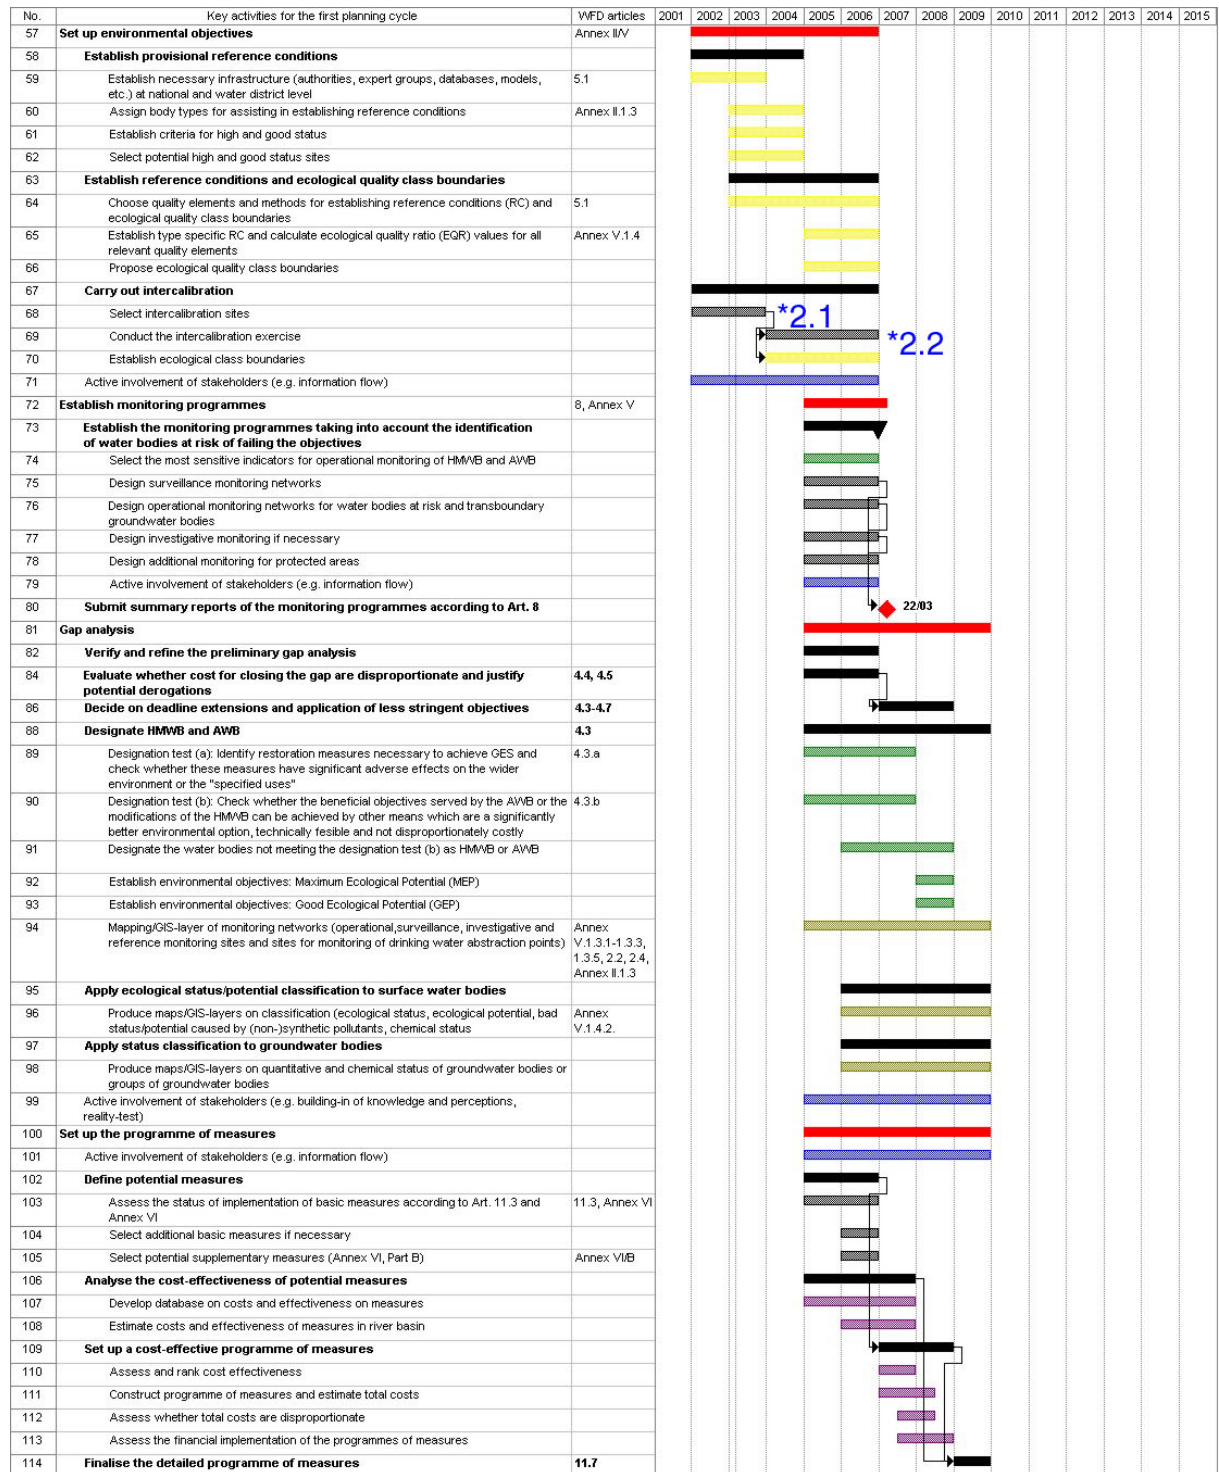 No. Key activities for the first planning cycle WFD articles 2001 2002 2003 2004 2005 2006 2007 2008 2009 2010 2011 2012 2013 2014 2015
57 Set up environmental objectives Annex II/V
58 Establish provisional reference conditions
59 Establish necessary infrastructure (authorities, expert groups, databases, models, 5.1
etc.) at national and water district level
60 Assign body types for assisting in establishing reference conditions Annex II.1.3
61 Establish criteria for high and good status
62 Select potential high and good status sites
63 Establish reference conditions and ecological quality class boundaries
64 Choose quality elements and methods for establishing reference conditions (RC) and 5.1
ecological quality class boundaries
65 Establish type specific RC and calculate ecological quality ratio (EQR) values for all Annex V.1.4
relevant quality elements
66 Propose ecological quality class boundaries
67 Carry out intercalibration
68 Select intercalibration sites *2.1
69 Conduct the intercalibration exercise *2.2
70 Establish ecological class boundaries
71 Active involvement of stakeholders (e.g. information flow)
72 Establish monitoring programmes 8, Annex V
73 Establish the monitoring programmes taking into account the identification
of water bodies at risk of failing the objectives
74 Select the most sensitive indicators for operational monitoring of HMWB and AWB
75 Design surveillance monitoring networks
76 Design operational monitoring networks for water bodies at risk and transboundary
groundwater bodies
77 Design investigative monitoring if necessary
78 Design additional monitoring for protected areas
79 Active involvement of stakeholders (e.g. information flow)
80 Submit summary reports of the monitoring programmes according to Art. 8 22/03
81 Gap analysis
82 Verify and refine the preliminary gap analysis
84 Evaluate whether cost for closing the gap are disproportionate and justify 4.4, 4.5
potential derogations
86 Decide on deadline extensions and application of less stringent objectives 4.3-4.7
88 Designate HMWB and AWB 4.3
89 Designation test (a): Identify restoration measures necessary to achieve GES and 4.3.a
check whether these measures have significant adverse effects on the wider
environment or the "specified uses"
90 Designation test (b): Check whether the beneficial objectives served by the AWB or the 4.3.b
modifications of the HMWB can be achieved by other means which are a significantly
better environmental option, technically fesible and not disproportionately costly
91 Designate the water bodies not meeting the designation test (b) as HMWB or AWB
92 Establish environmental objectives: Maximum Ecological Potential (MEP)
93 Establish environmental objectives: Good Ecological Potential (GEP)
94 Mapping/GIS-layer of monitoring networks (operational,surveillance, investigative and Annex
reference monitoring sites and sites for monitoring of drinking water abstraction points) V.1.3.1-1.3.3,
1.3.5, 2.2, 2.4,
Annex II.1.3
95 Apply ecological status/potential classification to surface water bodies
96 Produce maps/GIS-layers on classification (ecological status, ecological potential, bad Annex
status/potential caused by (non-)synthetic pollutants, chemical status V.1.4.2.
97 Apply status classification to groundwater bodies
98 Produce maps/GIS-layers on quantitative and chemical status of groundwater bodies or
groups of groundwater bodies
99 Active involvement of stakeholders (e.g. building-in of knowledge and perceptions,
reality-test)
100 Set up the programme of measures
101 Active involvement of stakeholders (e.g. information flow)
102 Define potential measures
103 Assess the status of implementation of basic measures according to Art. 11.3 and 11.3, Annex VI
Annex VI
104 Select additional basic measures if necessary
105 Select potential supplementary measures (Annex VI, Part B) Annex VI/B
106 Analyse the cost-effectiveness of potential measures
107 Develop database on costs and effectiveness on measures
108 Estimate costs and effectiveness of measures in river basin
109 Set up a cost-effective programme of measures
110 Assess and rank cost effectiveness
111 Construct programme of measures and estimate total costs
112 Assess whether total costs are disproportionate
113 Assess the financial implementation of the programmes of measures
114 Finalise the detailed programme of measures 11.7